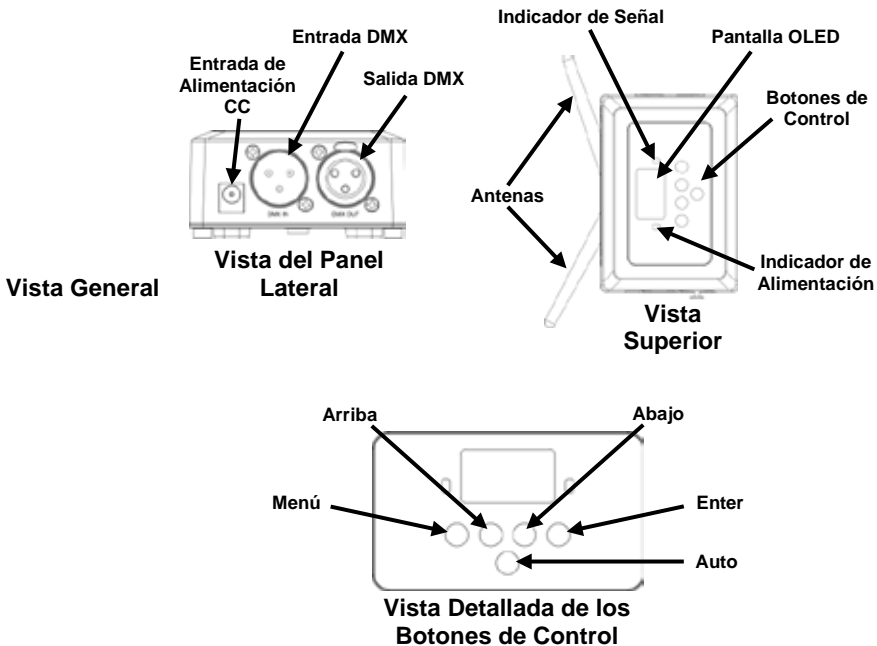 Indicador de Señal
Entrada DMX
Pantalla OLED
Entrada de
Alimentación
CC
Salida DMX
Botones de
Control
Antenas
DMX IN
DMX OUT
Vista del Panel
Lateral
Vista General
Indicador de
Alimentación
Vista
Superior
Arriba
Abajo
Menú
Enter
Auto
Vista Detallada de los
Botones de Control